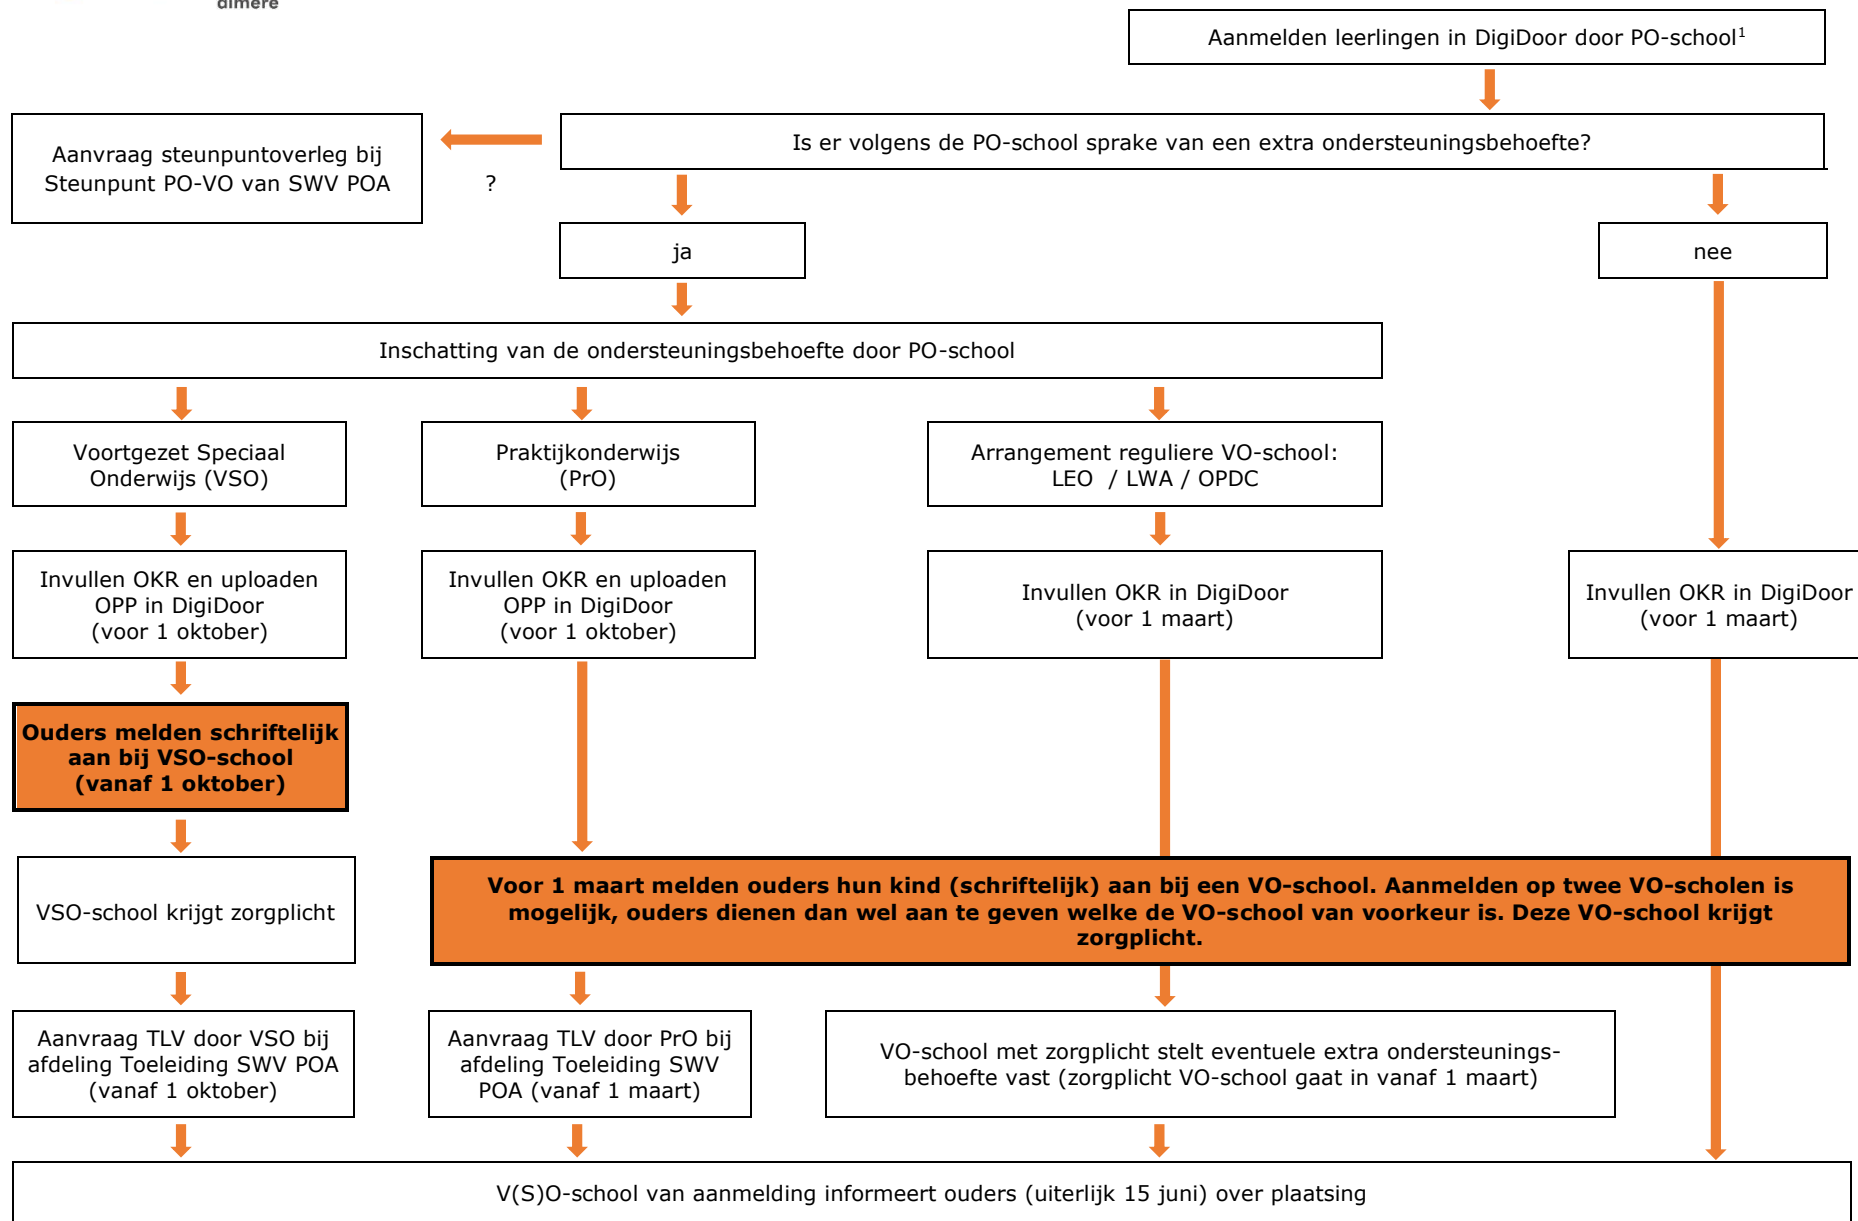 almere
Aanmelden leerlingen in DigiDoor door PO-school¹
Is er volgens de PO-school sprake van een extra ondersteuningsbehoefte?
Aanvraag steunpuntoverleg bij
Steunpunt PO-VO van SWV POA
?
ja
nee
Inschatting van de ondersteuningsbehoefte door PO-school
Voortgezet Speciaal
Onderwijs (VSO)
Praktijkonderwijs
(PrO)
Arrangement reguliere VO-school:
LEO / LWA / OPDC
Invullen OKR en uploaden
OPP in DigiDoor
(voor 1 oktober)
Invullen OKR en uploaden
OPP in DigiDoor
(voor 1 oktober)
Invullen OKR in DigiDoor
(voor 1 maart)
Invullen OKR in DigiDoor
(voor 1 maart)
Ouders melden schriftelijk
aan bij VSO-school
(vanaf 1 oktober)
VSO-school krijgt zorgplicht
Voor 1 maart melden ouders hun kind (schriftelijk) aan bij een VO-school. Aanmelden op twee VO-scholen is
mogelijk, ouders dienen dan wel aan te geven welke de VO-school van voorkeur is. Deze VO-school krijgt
zorgplicht.
Aanvraag TLV door VSO bij
afdeling Toeleiding SWV POA
(vanaf 1 oktober)
Aanvraag TLV door PrO bij
afdeling Toeleiding SWV
POA (vanaf 1 maart)
VO-school met zorgplicht stelt eventuele extra ondersteunings-
behoefte vast (zorgplicht VO-school gaat in vanaf 1 maart)
V(S)O-school van aanmelding informeert ouders (uiterlijk 15 juni) over plaatsing